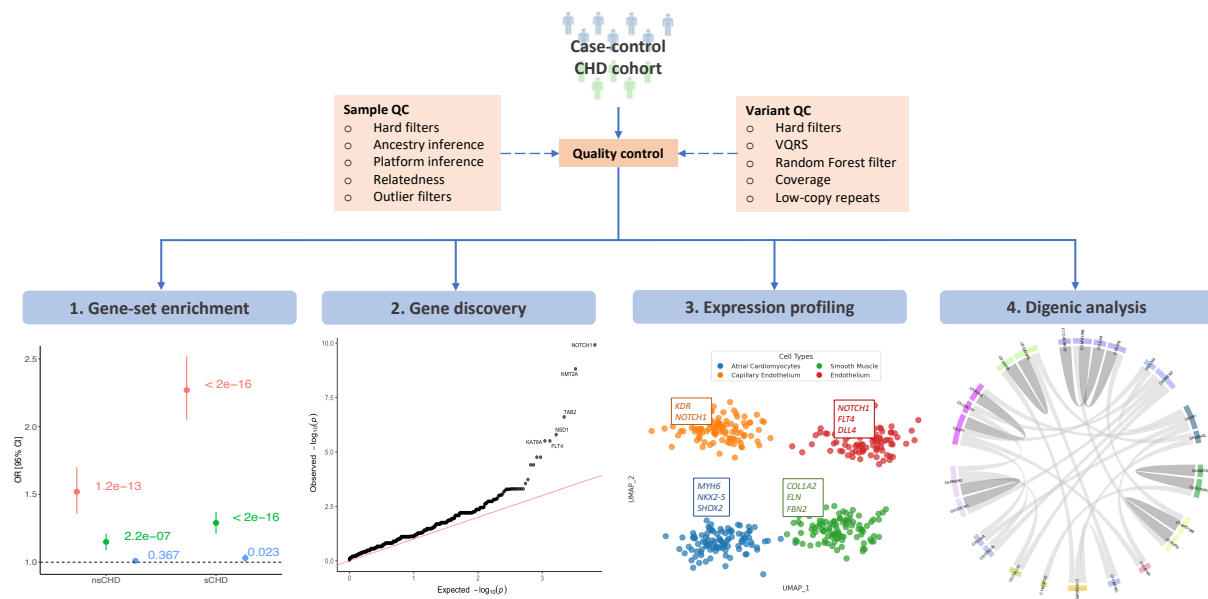 Case-control
CHD cohort
Sample QC
○ Hard filters
○ Ancestry inference
○ Platform inference
○ Relatedness
○ Outlier filters
Quality control
Variant QC
○ Hard filters
○ VQRS
○ Random Forest filter
○ Coverage
○ Low-copy repeats
1. Gene-set enrichment
2. Gene discovery
3. Expression profiling
4. Digenic analysis
OR [95% CI]
2.5
2.0
1.5
1.0
< 2e-16
1.2e-13
< 2e-16
2.2e-07
0.367
0.023
nsCHD
sCHD
Observed −log10(p)
10.0
7.5
5.0
2.5
0.0
NOTCH1
KMT2A
TAB2
NSD1
KAT6A
FLT4
0
1
2
3
Expected −log10(p)
Cell Types
Atrial Cardiomyocytes
Capillary Endothelium
Smooth Muscle
Endothelium
KDR
NOTCH1
NOTCH1
FLT4
DLL4
MYH6
NKX2-5
SHOX2
COL1A2
ELN
FBN2
UMAP_2
UMAP_1